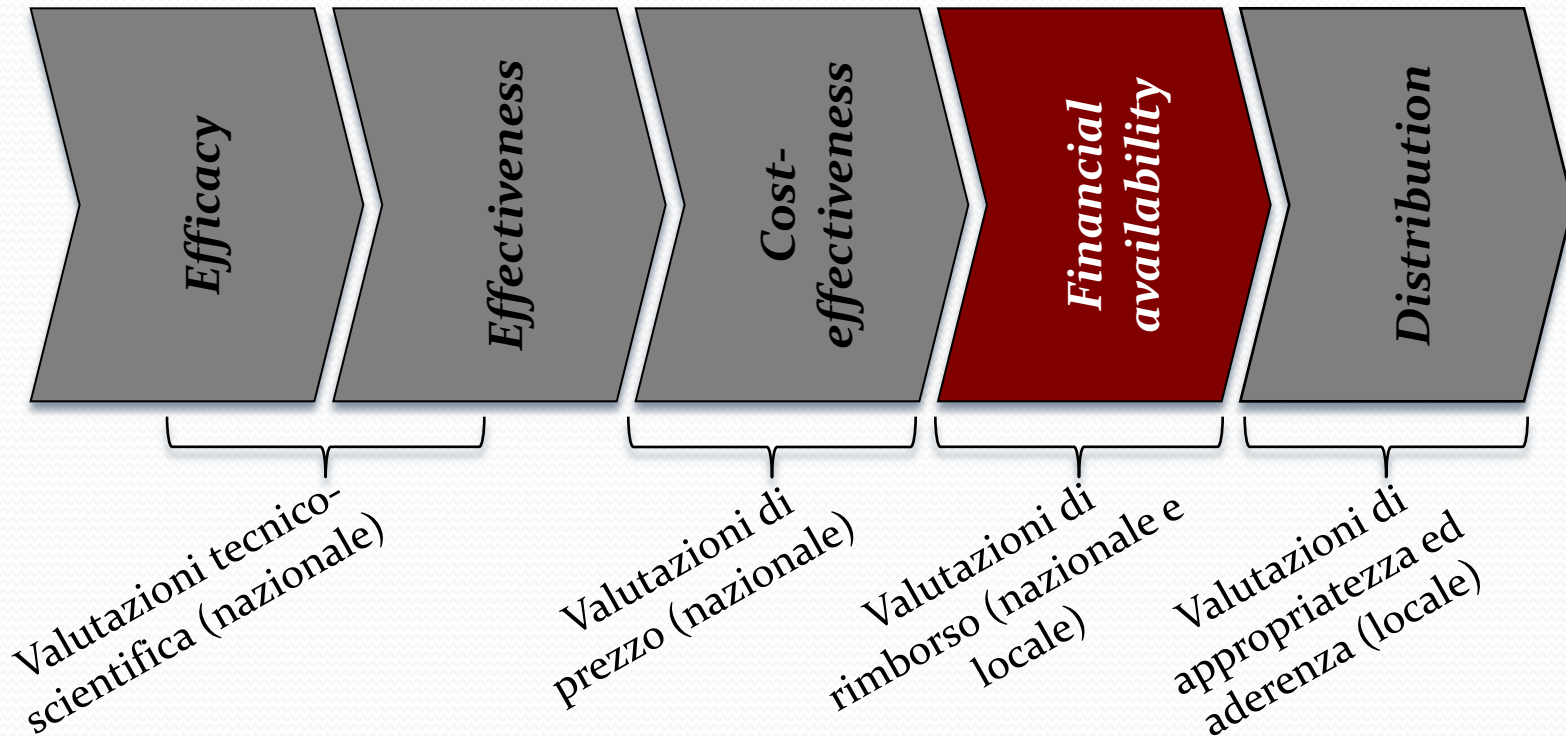 Efficacy
Effectiveness
Cost-
effectiveness
Financial
availability
Distribution
Valutazioni tecnico-
scientifica (nazionale)
Valutazioni di
prezzo (nazionale)
Valutazioni di
rimborso (nazionale e
locale)
Valutazioni di
appropriatezza ed
aderenza (locale)